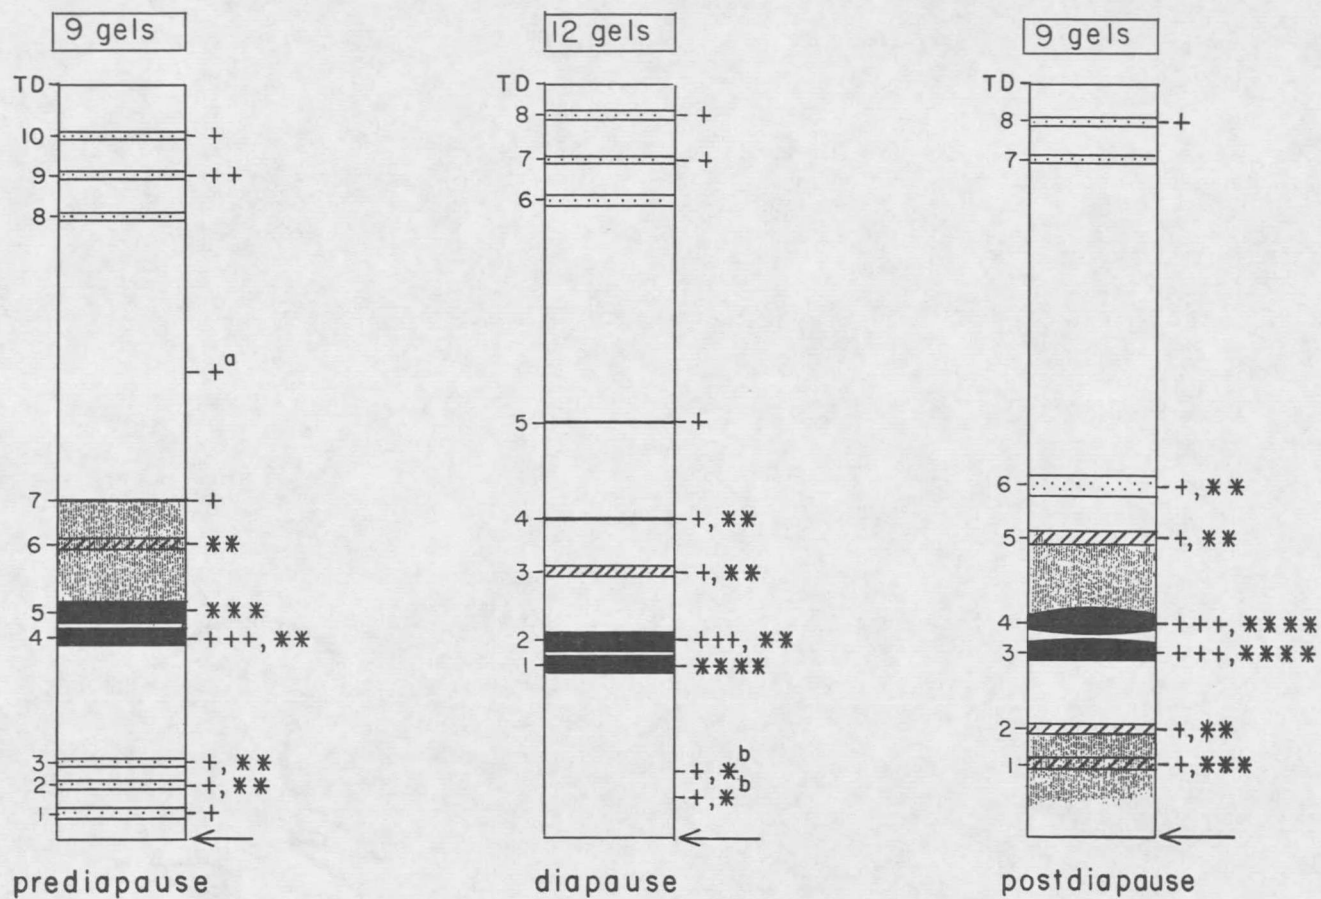 9 gels
TD
10 +
9 ++
8
+a
7 +
6 **
5 ***
4 +++, **
3 +, **
2 +, **
1 +
prediapause
12 gels
TD
8 +
7 +
6
5 +
4 +, **
3 +, **
2 +++, **
1 ****
+, *b
+, *b
diapause
9 gels
TD
8 +
7
6 +, **
5 +, **
4 +++, ****
3 +++, ****
2 +, **
1 +, ***
postdiapause